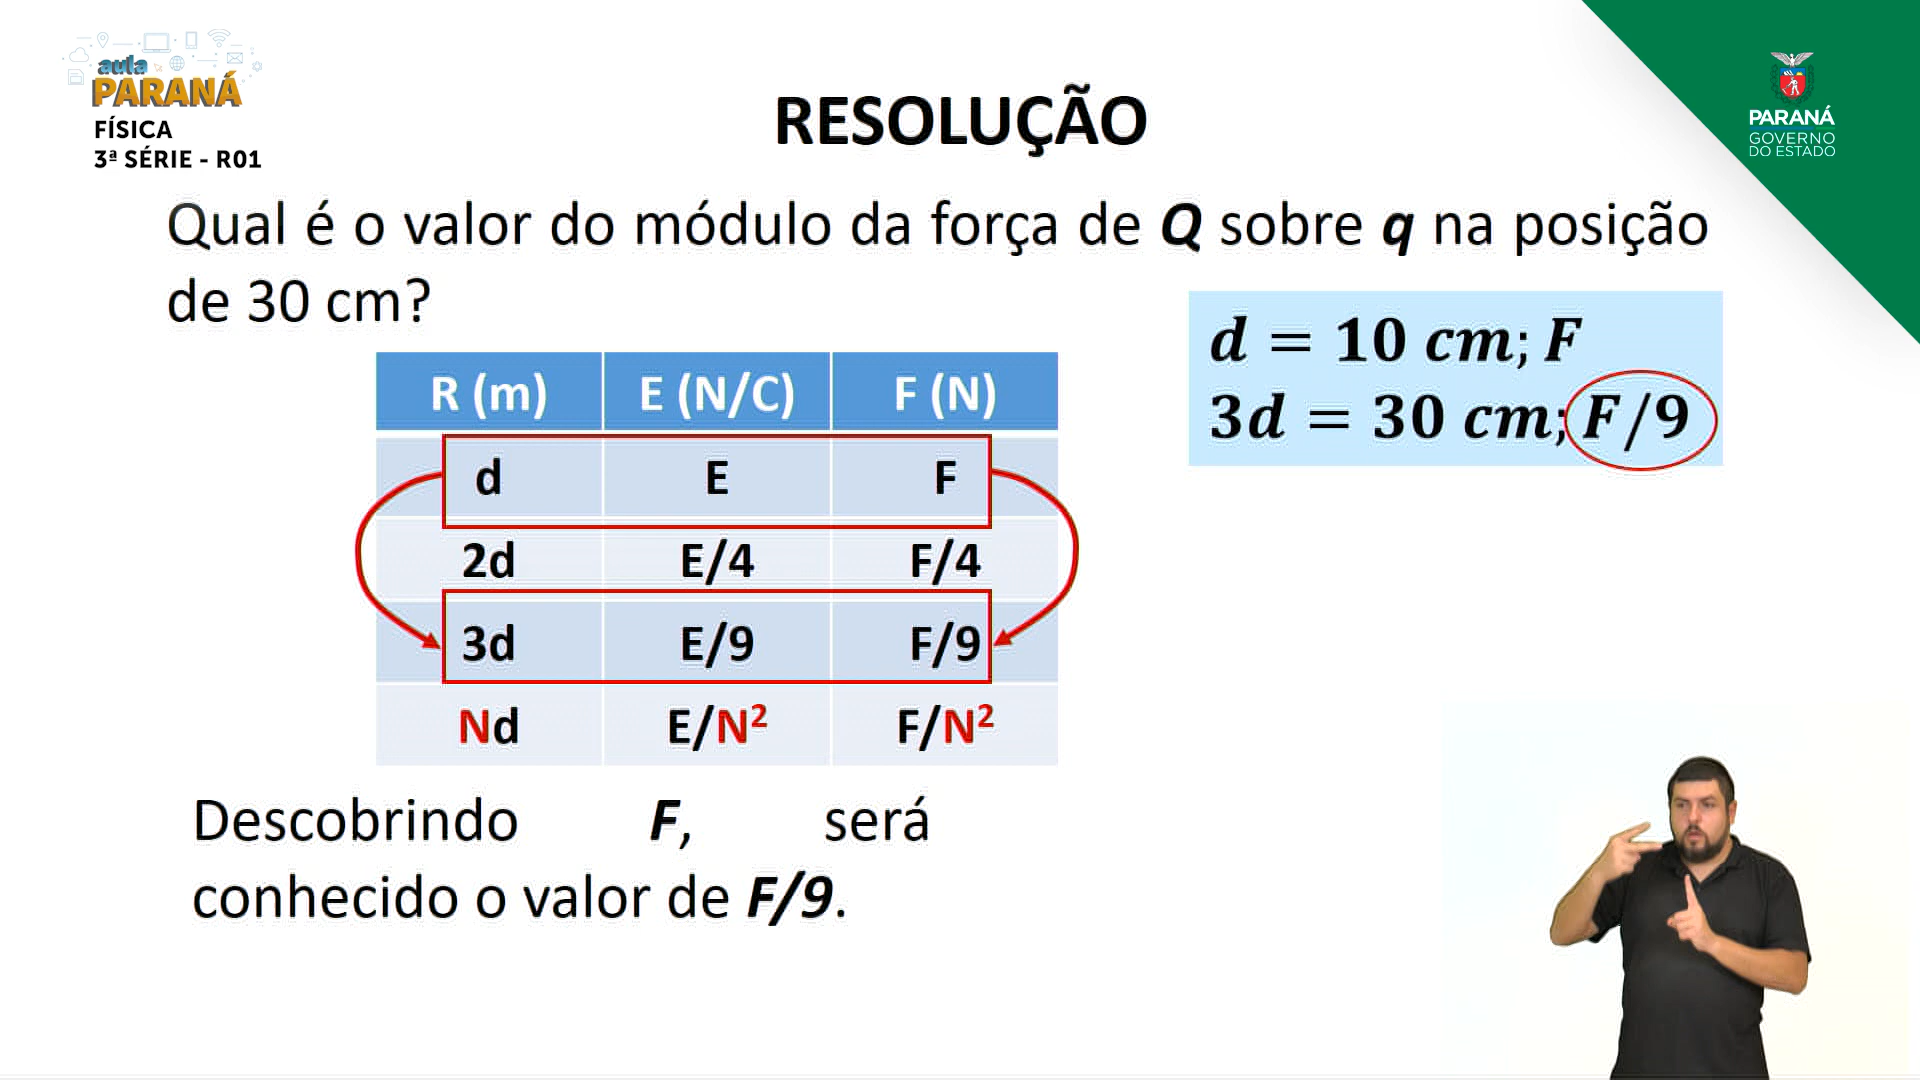 aula
PARANÁ
FÍSICA
3ª SÉRIE - R01
RESOLUÇÃO
PARANÁ
GOVERNO
DO ESTADO
Qual é o valor do módulo da força de Q sobre q na posição
de 30 cm?
d = 10 cm; F
3d = 30 cm; F/9
R (m) E (N/C) F (N)
d E F
2d E/4 F/4
3d E/9 F/9
Nd E/N² F/N²
Descobrindo F, será
conhecido o valor de F/9.